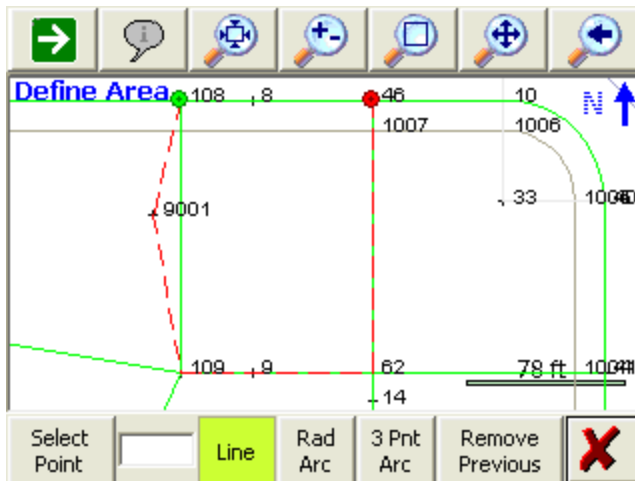 Define Area
108
8
46
10
N
1007
1006
9001
33
109
9
62
78 ft
14
Select Point
Line
Rad Arc
3 Pnt Arc
Remove Previous